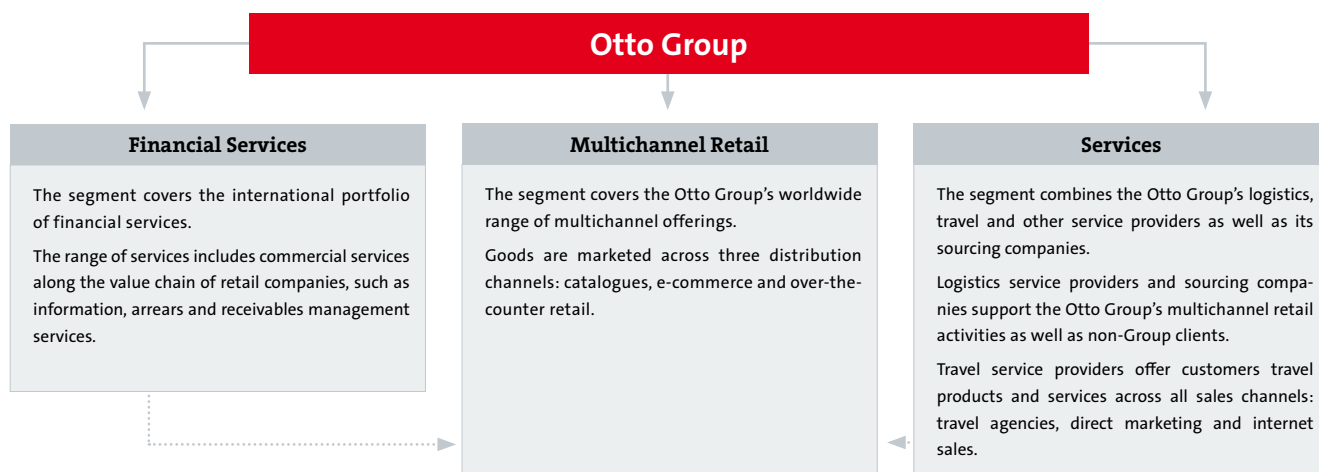 Otto Group
Financial Services
The segment covers the international portfolio
of financial services.
The range of services includes commercial services
along the value chain of retail companies, such as
information, arrears and receivables management
services.
Multichannel Retail
The segment covers the Otto Group's worldwide
range of multichannel offerings.
Goods are marketed across three distribution
channels: catalogues, e-commerce and over-the-
counter retail.
Services
The segment combines the Otto Group's logistics,
travel and other service providers as well as its
sourcing companies.
Logistics service providers and sourcing compa-
nies support the Otto Group's multichannel retail
activities as well as non-Group clients.
Travel service providers offer customers travel
products and services across all sales channels:
travel agencies, direct marketing and internet
sales.